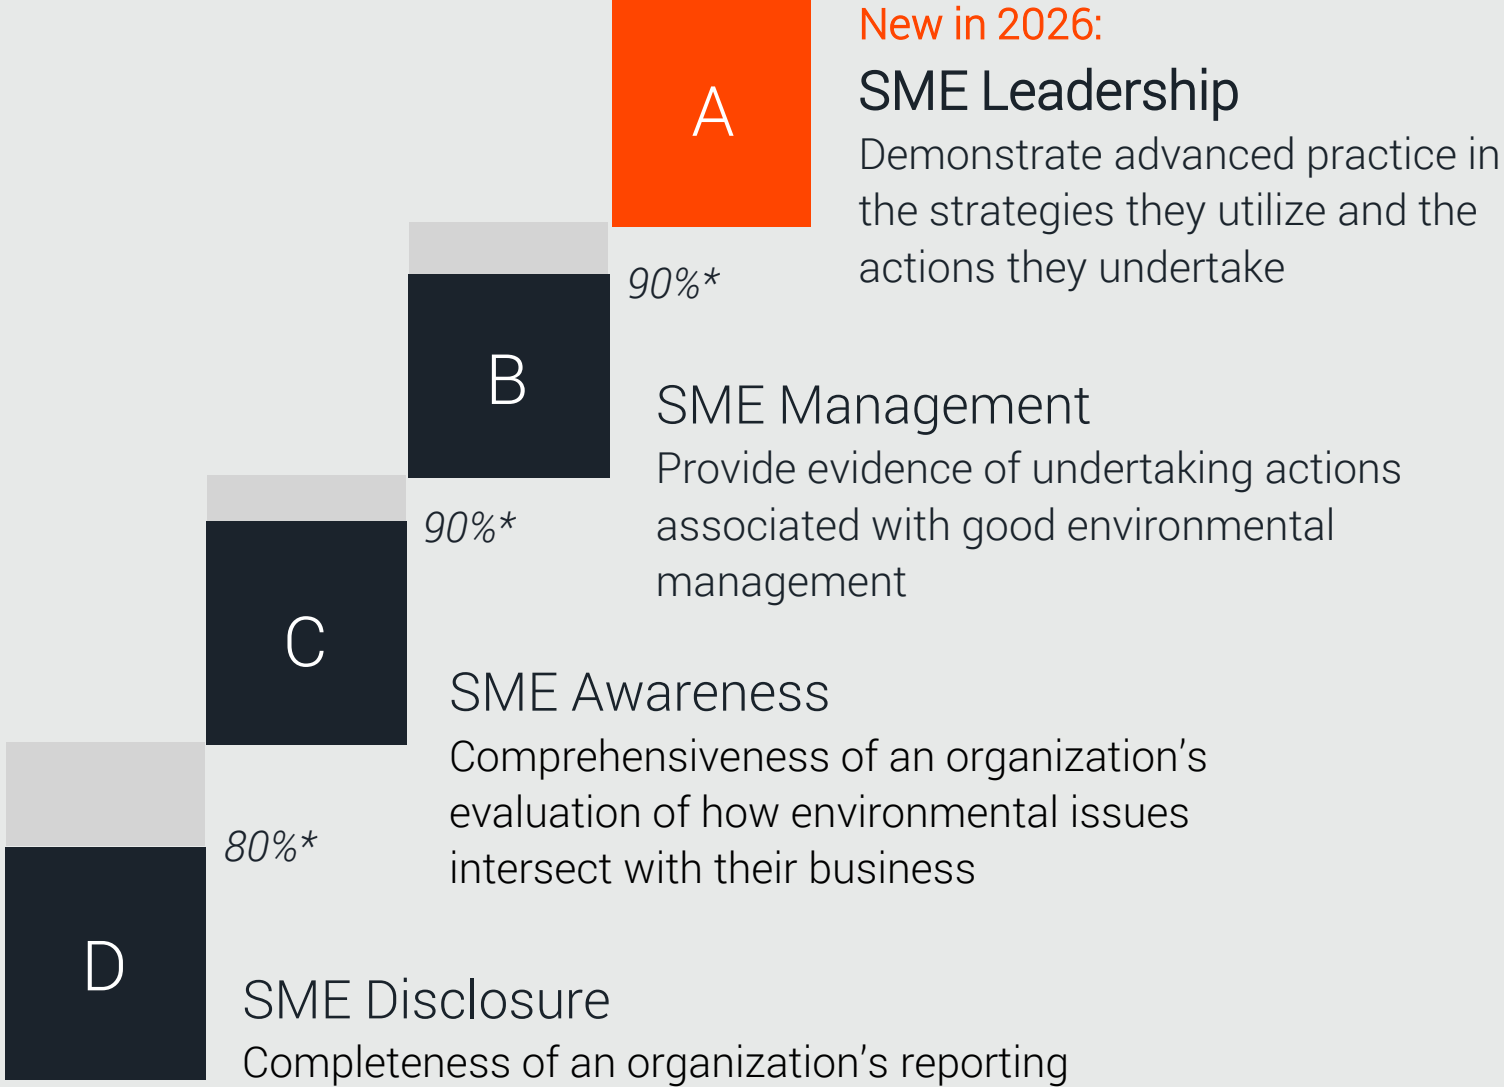 New in 2026:
A
SME Leadership
Demonstrate advanced practice in
the strategies they utilize and the
actions they undertake
90%*
B
SME Management
Provide evidence of undertaking actions
associated with good environmental
management
90%*
C
SME Awareness
Comprehensiveness of an organization’s
evaluation of how environmental issues
intersect with their business
80%*
D
SME Disclosure
Completeness of an organization’s reporting